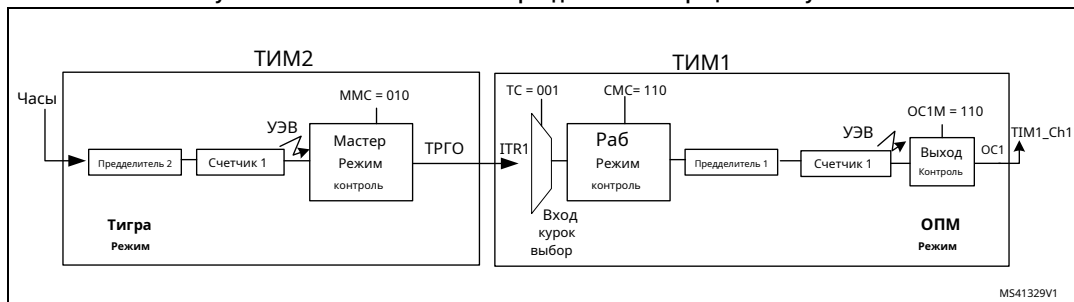 ТИМ2
ТИМ1
Часы
ММС = 010
УЭВ
Предделитель 2
Счетчик 1
Мастер
Режим
контроль
ТРГО
Тигра
Режим
ITR1
ТС = 001
СМС= 110
Раб
Режим
контроль
Вход
курок
выбор
Предделитель 1
Счетчик 1
УЭВ
OC1M = 110
Выход
Контроль
OC1
TIM1_Ch1
ОПМ
Режим
MS41329V1